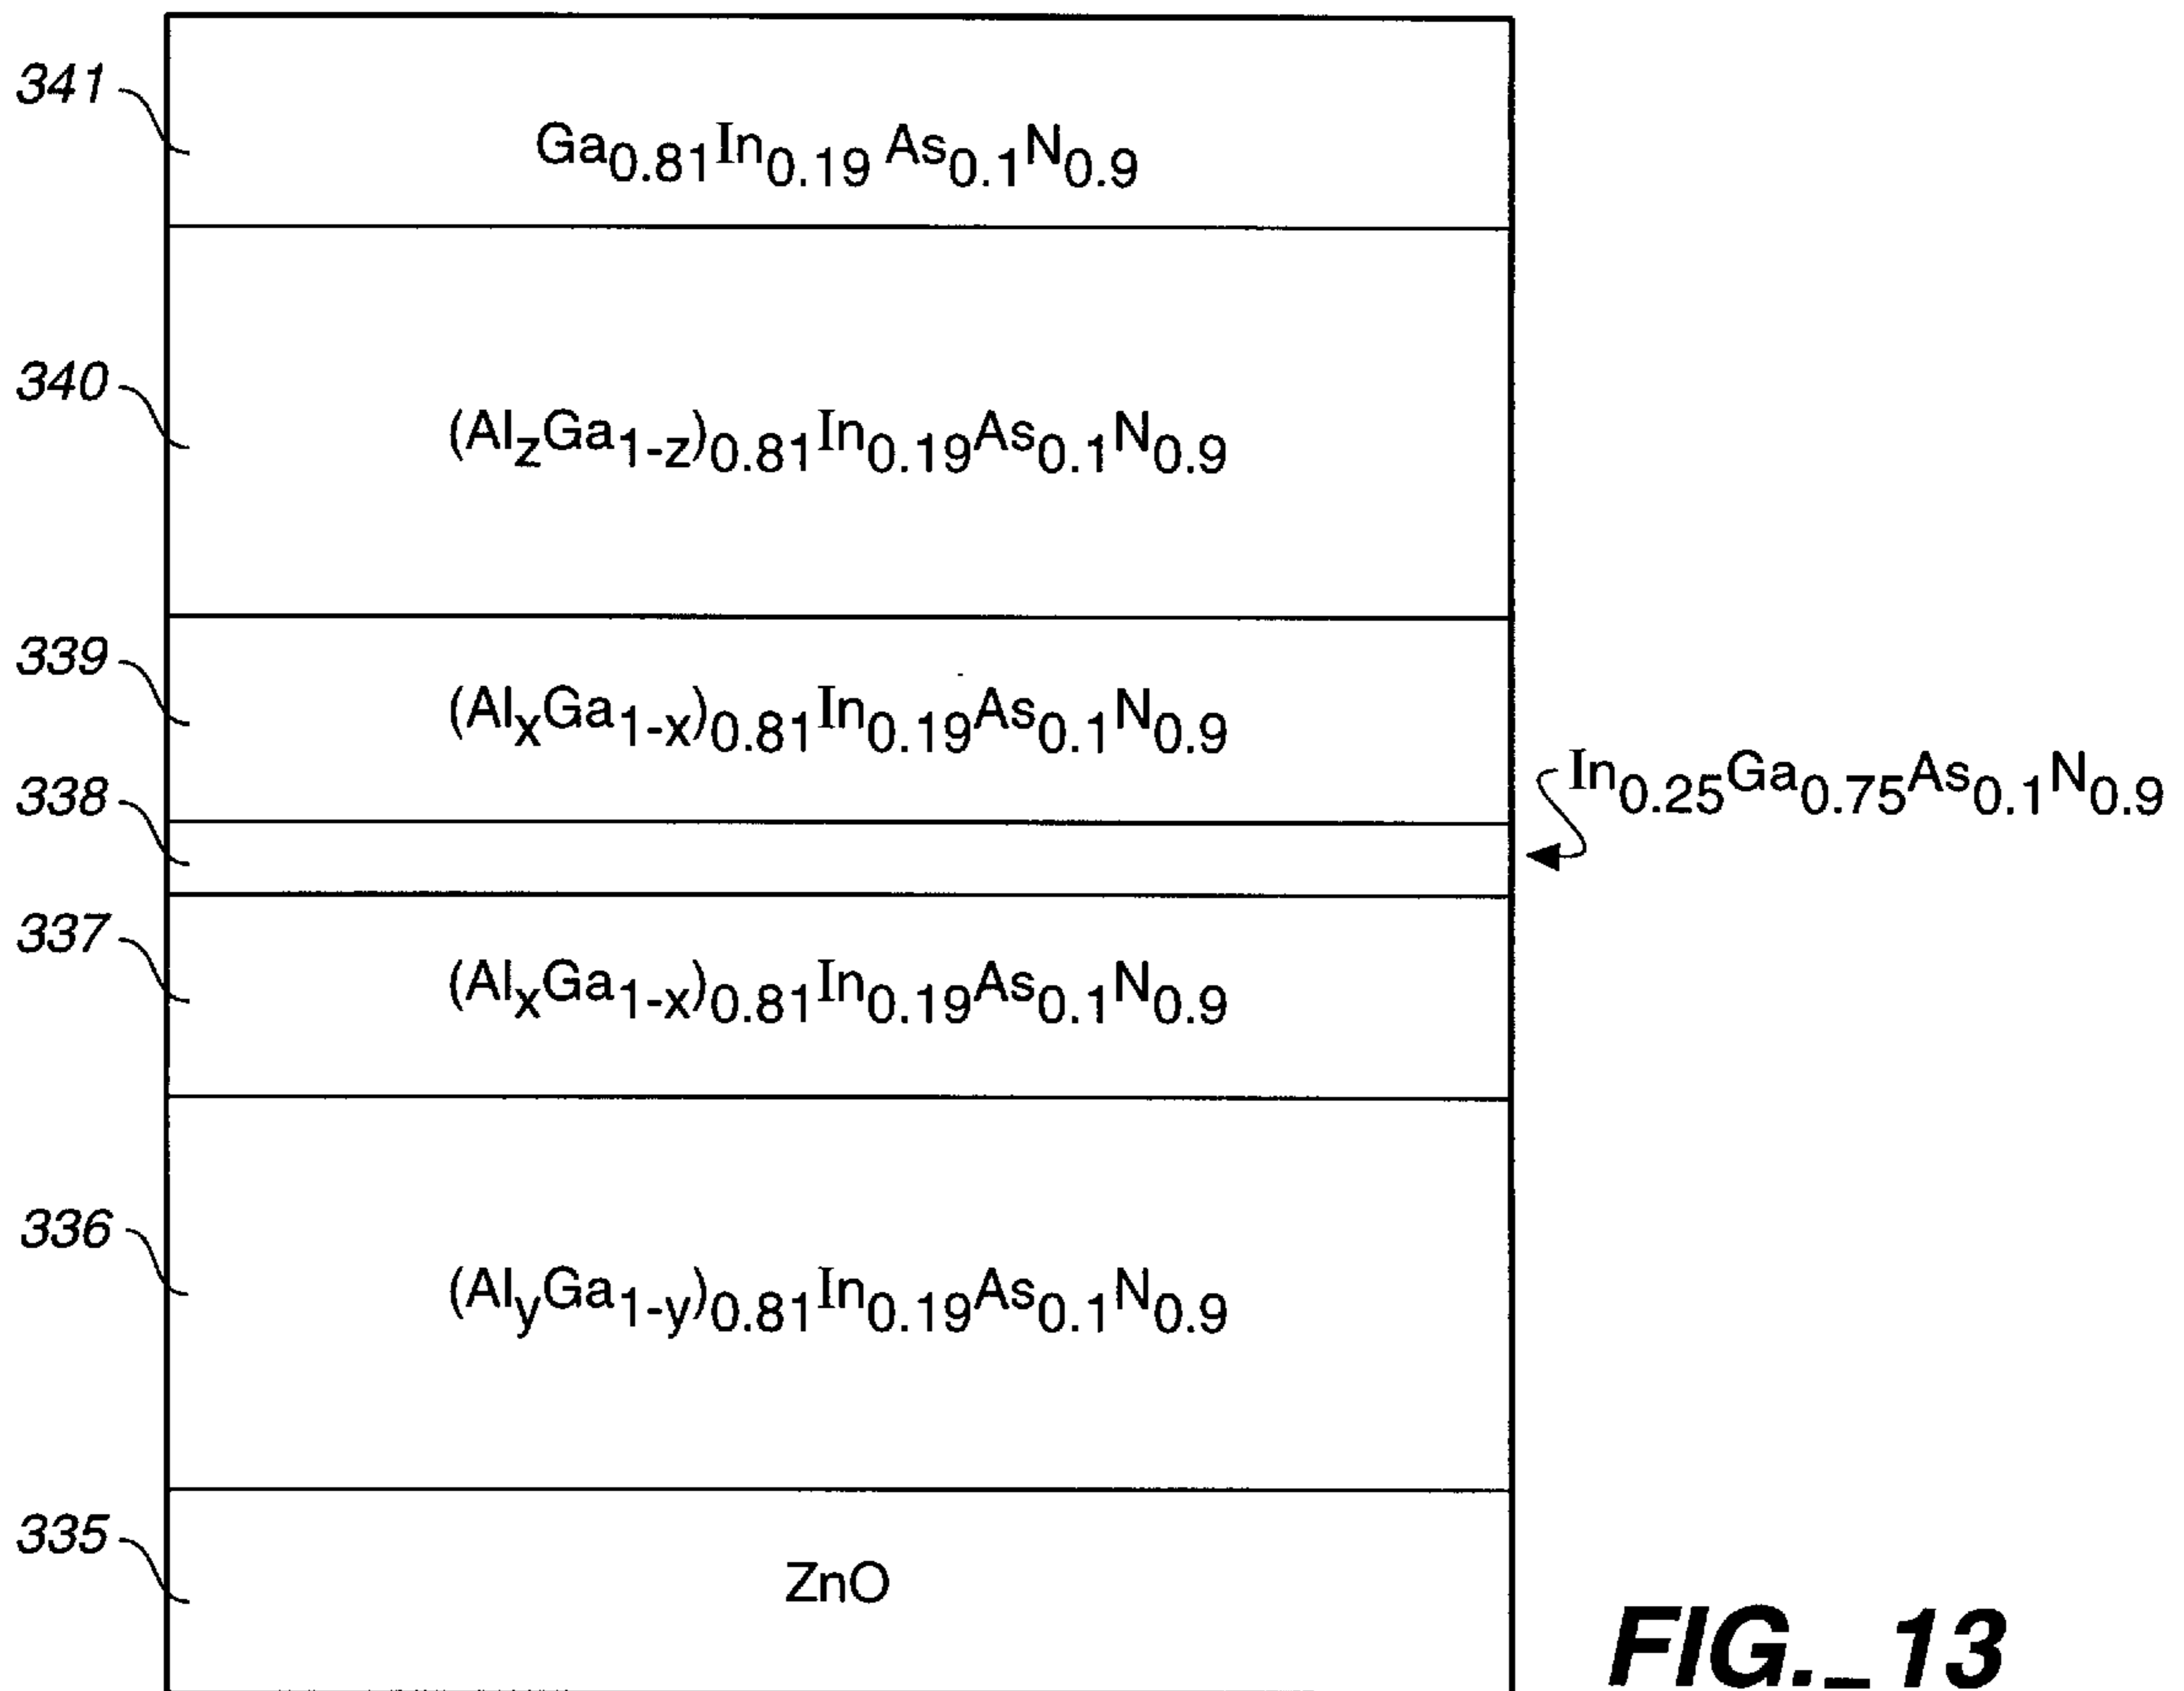 341
Ga0.81In0.19As0.1N0.9
340
(AlzGa1-z)0.81In0.19As0.1N0.9
339
(AlxGa1-x)0.81In0.19As0.1N0.9
338
In0.25Ga0.75As0.1N0.9
337
(AlxGa1-x)0.81In0.19As0.1N0.9
336
(AlyGa1-y)0.81In0.19As0.1N0.9
335
ZnO
FIG._13